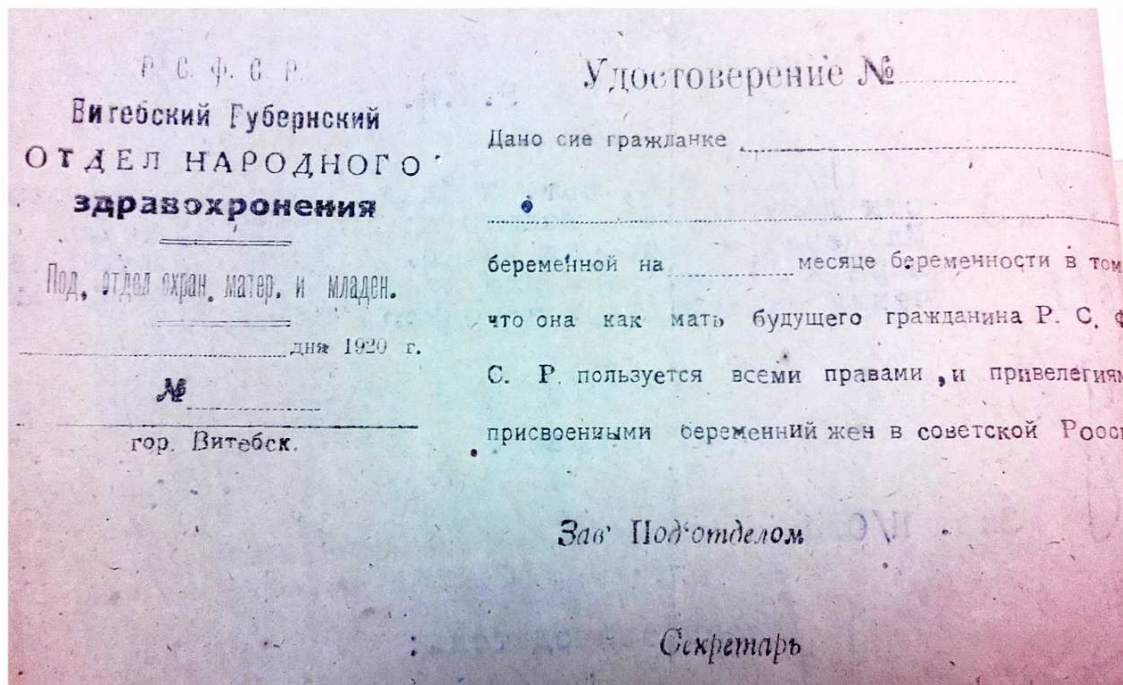 Р. С. Ф. С. Р.
Витебский Губернский
ОТДЕЛ НАРОДНОГО
здравохронения
Под, отдел охран. матер. и младен.
дня 1920 г.
№
гор. Витебск.
Удостоверение №
Дано сие гражданке
беременной на месяце беременности в том
что она как мать будущего гражданина Р. С. Ф
С. Р. пользуется всеми правами , и привелегиям
присвоенными беременний жен в советской
Зав Под‘отделом
Секретарь